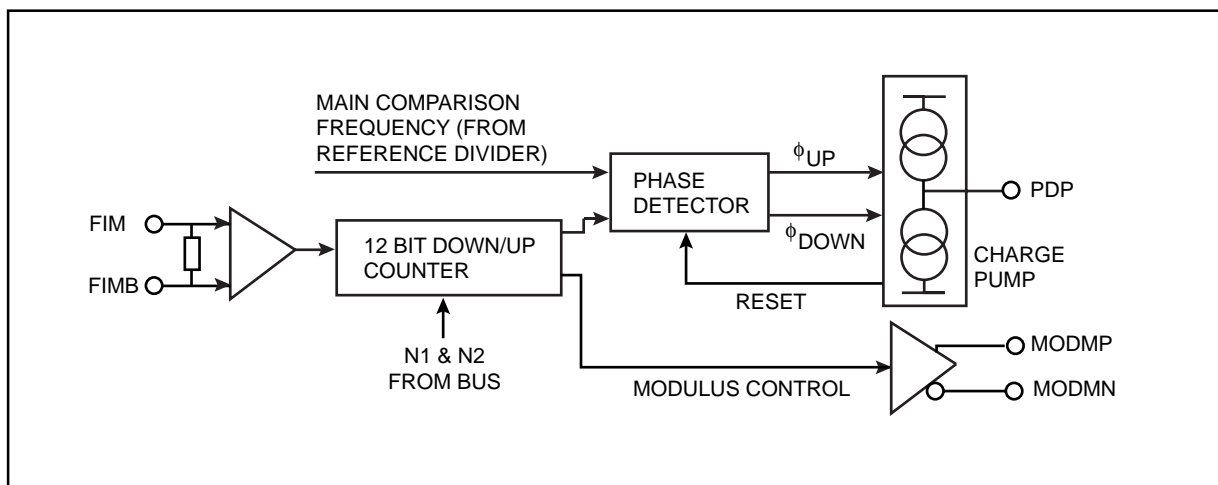 MAIN COMPARISON
FREQUENCY (FROM
REFERENCE DIVIDER)
ϕUP
PHASE
DETECTOR
PDP
FIM
12 BIT DOWN/UP
COUNTER
ϕDOWN
CHARGE
PUMP
FIMB
RESET
N1 & N2
FROM BUS
MODULUS CONTROL
MODMP
MODMN